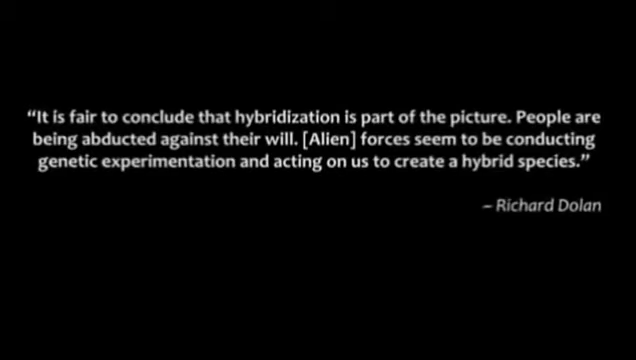 “It is fair to conclude that hybridization is part of the picture. People are
being abducted against their will. [Alien] forces seem to be conducting
genetic experimentation and acting on us to create a hybrid species.”
– Richard Dolan